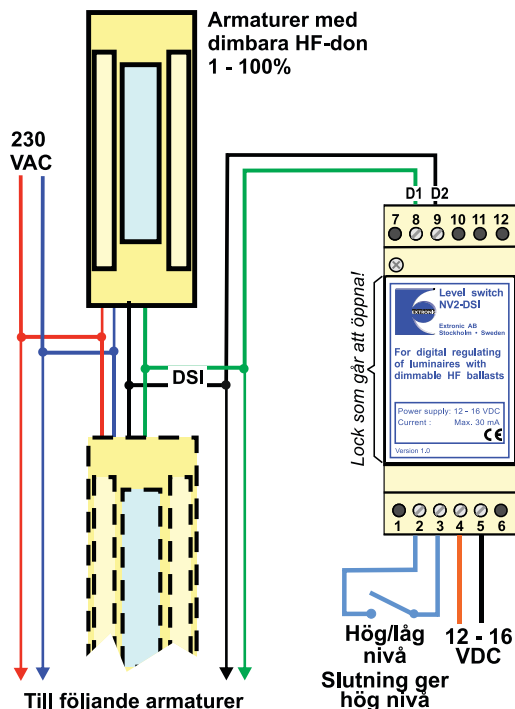 Armaturer med
dimbara HF-don
1 - 100%
230
VAC
D1 D2
7 8 9 10 11 12
Lock som går att öppna!
EXTRONIC
Level switch
NV2-DSI
Extronic AB
Stockholm • Sweden
For digital regulating
of luminaires with
dimmable HF ballasts
Power supply: 12 - 16 VDC
Current : Max. 30 mA
CE
Version 1.0
DSI
1 2 3 4 5 6
Hög/låg
nivå
12 - 16
VDC
Slutning ger
hög nivå
Till följande armaturer